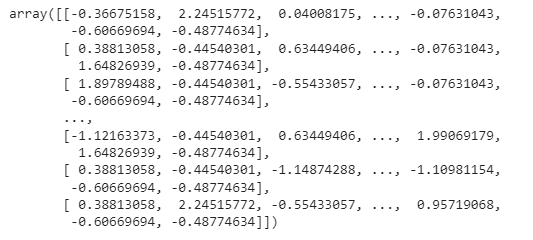 array([[-0.36675158,  2.24515772,  0.04008175, ..., -0.07631043,
        -0.60669694, -0.48774634],
       [ 0.38813058, -0.44540301,  0.63449406, ..., -0.07631043,
         1.64826939, -0.48774634],
       [ 1.89789488, -0.44540301, -0.55433057, ..., -0.07631043,
        -0.60669694, -0.48774634],
       ...,
       [-1.12163373, -0.44540301,  0.63449406, ...,  1.99069179,
         1.64826939, -0.48774634],
       [ 0.38813058, -0.44540301, -1.14874288, ..., -1.10981154,
        -0.60669694, -0.48774634],
       [ 0.38813058,  2.24515772, -0.55433057, ...,  0.95719068,
        -0.60669694, -0.48774634]])